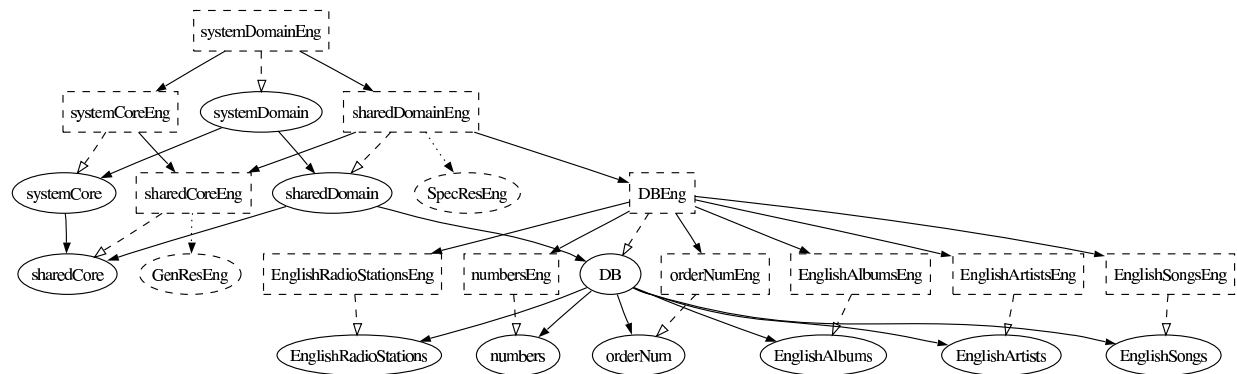 systemDomainEng
systemCoreEng
systemDomain
sharedDomainEng
systemCore
sharedCoreEng
sharedDomain
SpecResEng
DBEng
sharedCore
GenResEng
EnglishRadioStationsEng
numbersEng
DB
orderNumEng
EnglishAlbumsEng
EnglishArtistsEng
EnglishSongsEng
EnglishRadioStations
numbers
orderNum
EnglishAlbums
EnglishArtists
EnglishSongs